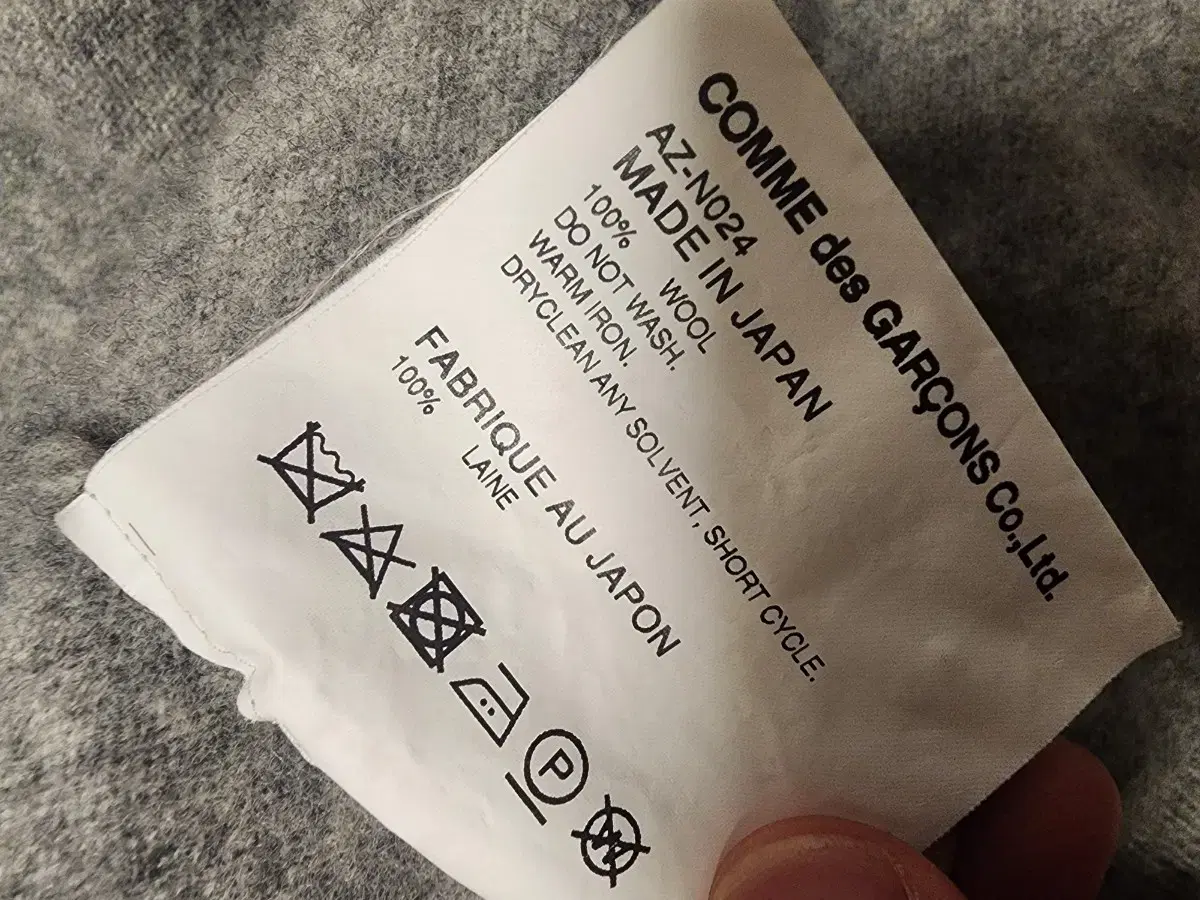 COMME des GARÇONS Co.,Ltd.
AZ-N024
MADE IN JAPAN
100% WOOL
DO NOT WASH.
WARM IRON.
DRYCLEAN ANY SOLVENT, SHORT CYCLE.
FABRIQUE AU JAPON
100% LAINE
P
W